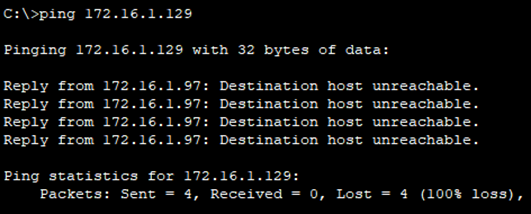 C:\>ping 172.16.1.129
Pinging 172.16.1.129 with 32 bytes of data:
Reply from 172.16.1.97: Destination host unreachable.
Reply from 172.16.1.97: Destination host unreachable.
Reply from 172.16.1.97: Destination host unreachable.
Reply from 172.16.1.97: Destination host unreachable.
Ping statistics for 172.16.1.129:
    Packets: Sent = 4, Received = 0, Lost = 4 (100% loss),